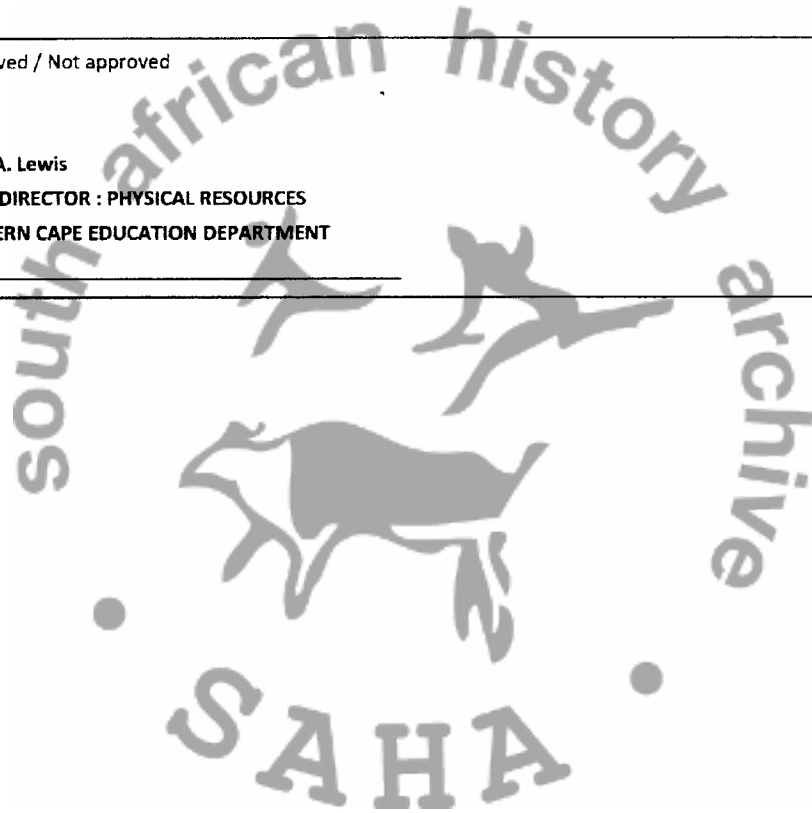 ved / Not approved
A. Lewis
DIRECTOR : PHYSICAL RESOURCES
ERN CAPE EDUCATION DEPARTMENT
south african history archive
• SAHA •